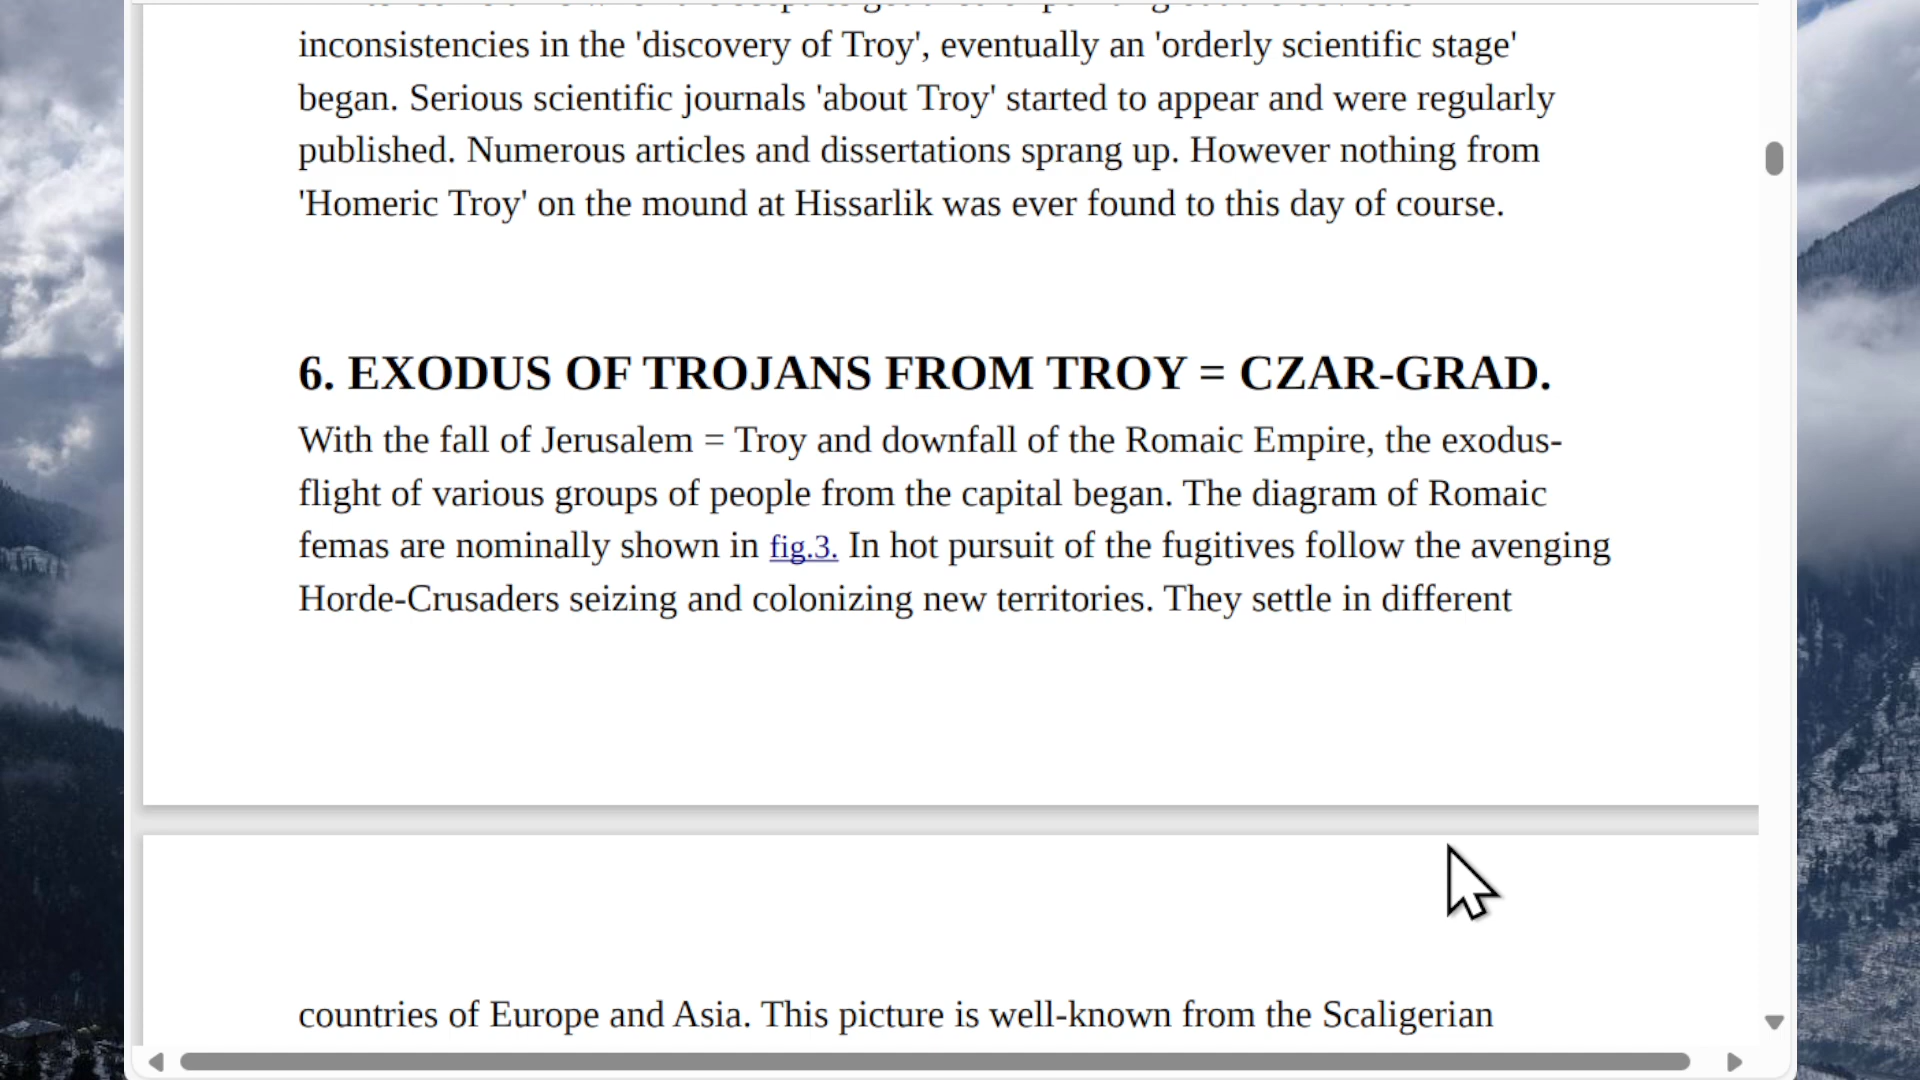 inconsistencies in the 'discovery of Troy', eventually an 'orderly scientific stage'
began. Serious scientific journals 'about Troy' started to appear and were regularly
published. Numerous articles and dissertations sprang up. However nothing from
'Homeric Troy' on the mound at Hissarlik was ever found to this day of course.
6. EXODUS OF TROJANS FROM TROY = CZAR-GRAD.
With the fall of Jerusalem = Troy and downfall of the Romaic Empire, the exodus-
flight of various groups of people from the capital began. The diagram of Romaic
femas are nominally shown in fig.3. In hot pursuit of the fugitives follow the avenging
Horde-Crusaders seizing and colonizing new territories. They settle in different
countries of Europe and Asia. This picture is well-known from the Scaligerian